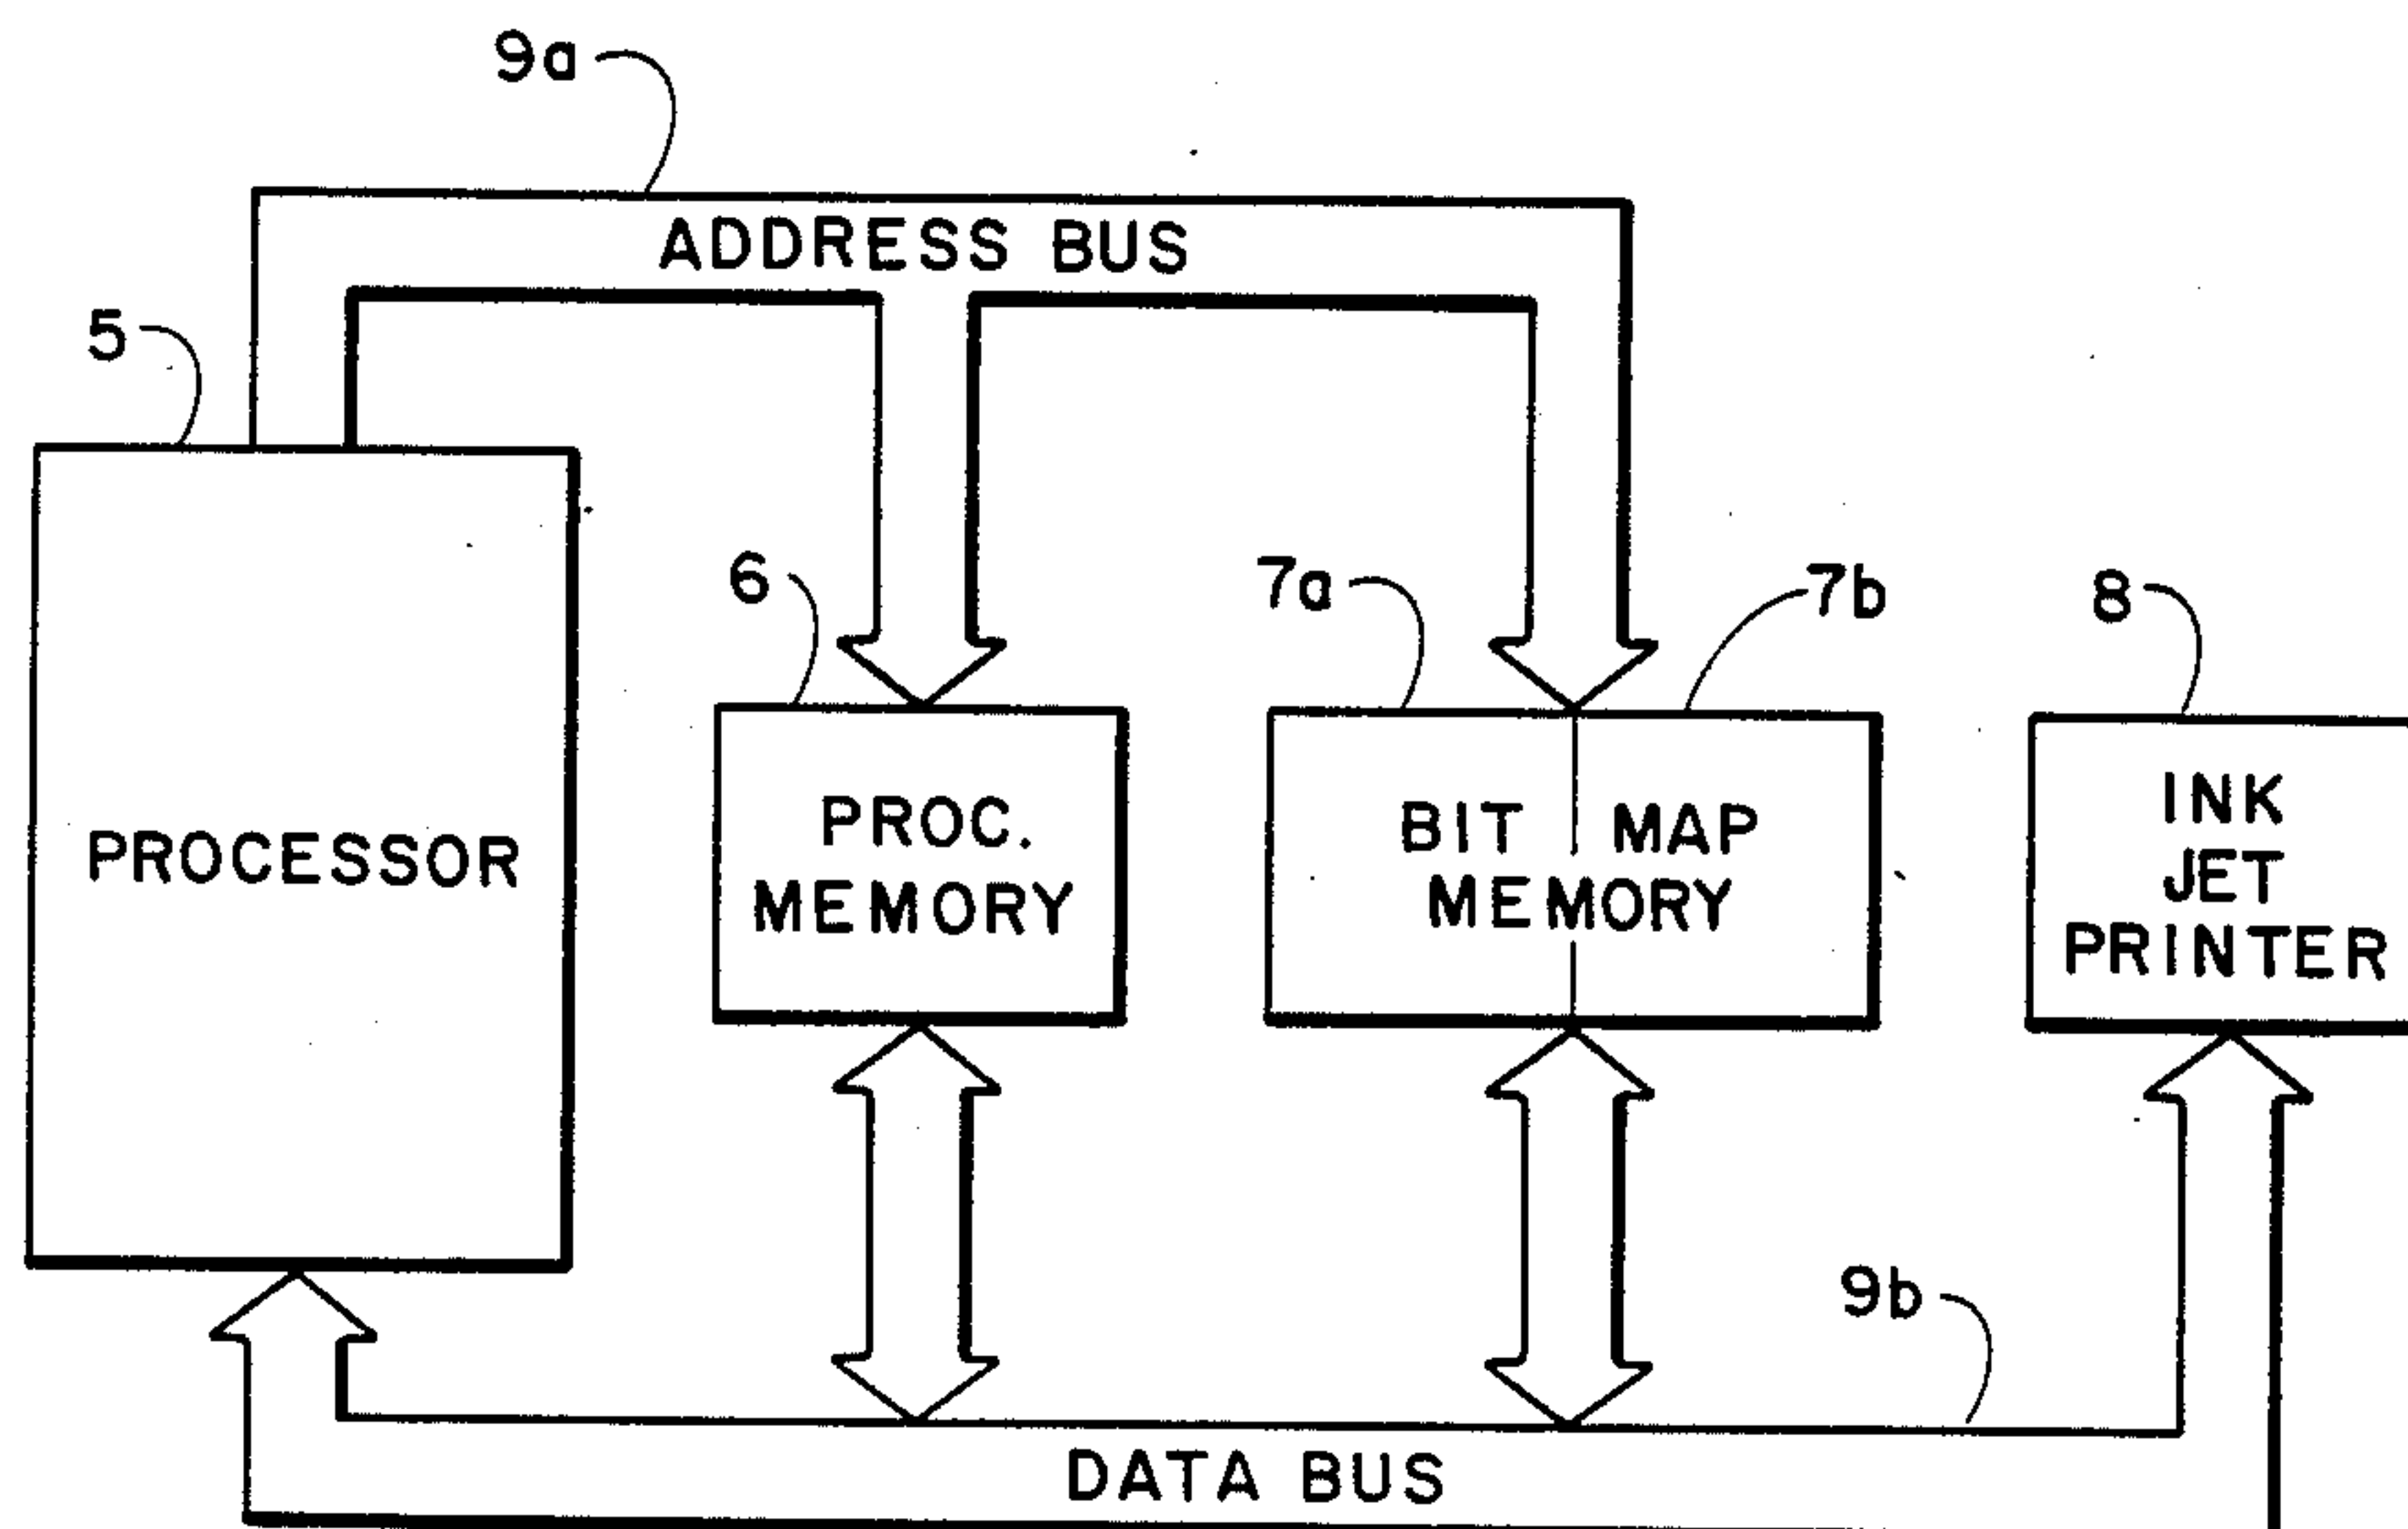 9a
ADDRESS BUS
5
6
7a
7b
8
PROCESSOR
PROC.
MEMORY
BIT MAP
MEMORY
INK
JET
PRINTER
9b
DATA BUS